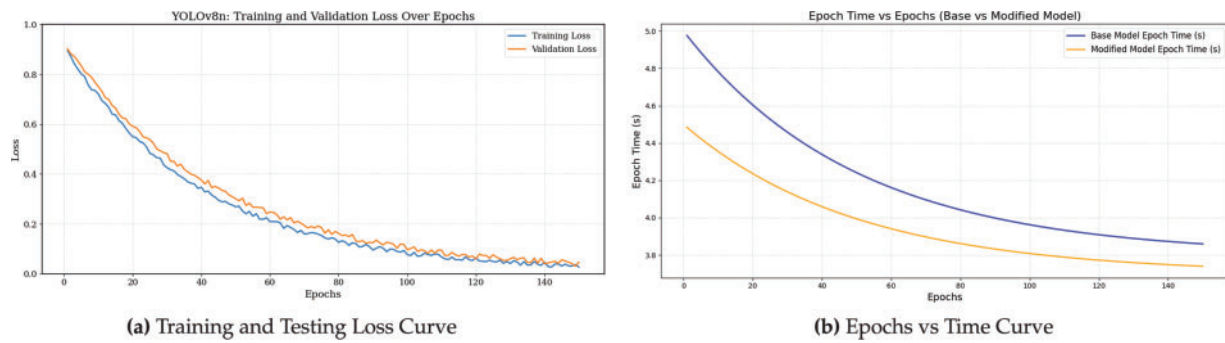 YOLOv8n: Training and Validation Loss Over Epochs
1.0
0.8
0.6
0.4
0.2
0.0
Loss
Training Loss
Validation Loss
0 20 40 60 80 100 120 140
Epochs
(a) Training and Testing Loss Curve
Epoch Time vs Epochs (Base vs Modified Model)
5.0
4.8
4.6
4.4
4.2
4.0
3.8
Epoch Time (s)
Base Model Epoch Time (s)
Modified Model Epoch Time (s)
0 20 40 60 80 100 120 140
Epochs
(b) Epochs vs Time Curve